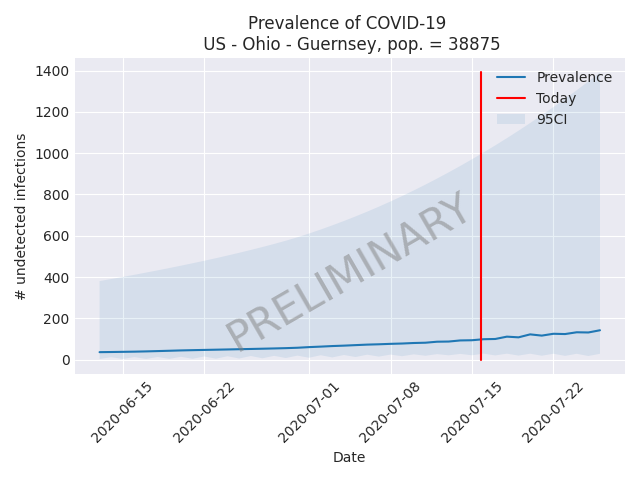 Prevalence of COVID-19
US - Ohio - Guernsey, pop. = 38875
1400
1200
1000
800
600
400
200
0
# undetected infections
Prevalence
Today
95CI
PRELIMINARY
2020-06-15
2020-06-22
2020-07-01
2020-07-08
2020-07-15
2020-07-22
Date